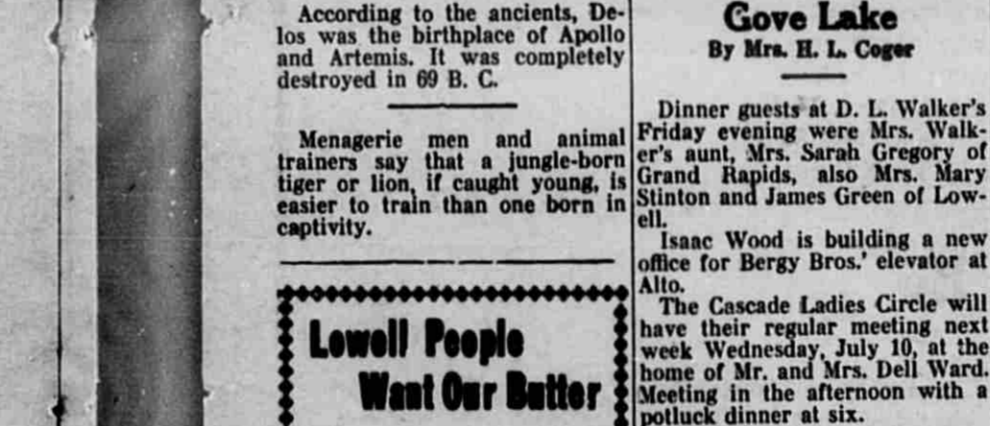 According to the ancients, De-
los was the birthplace of Apollo
and Artemis. It was completely
destroyed in 69 B. C.
Menagerie men and animal
trainers say that a jungle-born
tiger or lion, if caught young, is
easier to train than one born in
captivity.
Lowell People
Want Our Butter
Gove Lake
By Mrs. H. L. Coger
Dinner guests at D. L. Walker's
Friday evening were Mrs. Walk-
er's aunt, Mrs. Sarah Gregory of
Grand Rapids, also Mrs. Mary
Stinton and James Green of Low-
ell.
Isaac Wood is building a new
office for Bergy Bros.' elevator at
Alto.
The Cascade Ladies Circle will
have their regular meeting next
week Wednesday, July 10, at the
home of Mr. and Mrs. Dell Ward.
Meeting in the afternoon with a
potluck dinner at six.